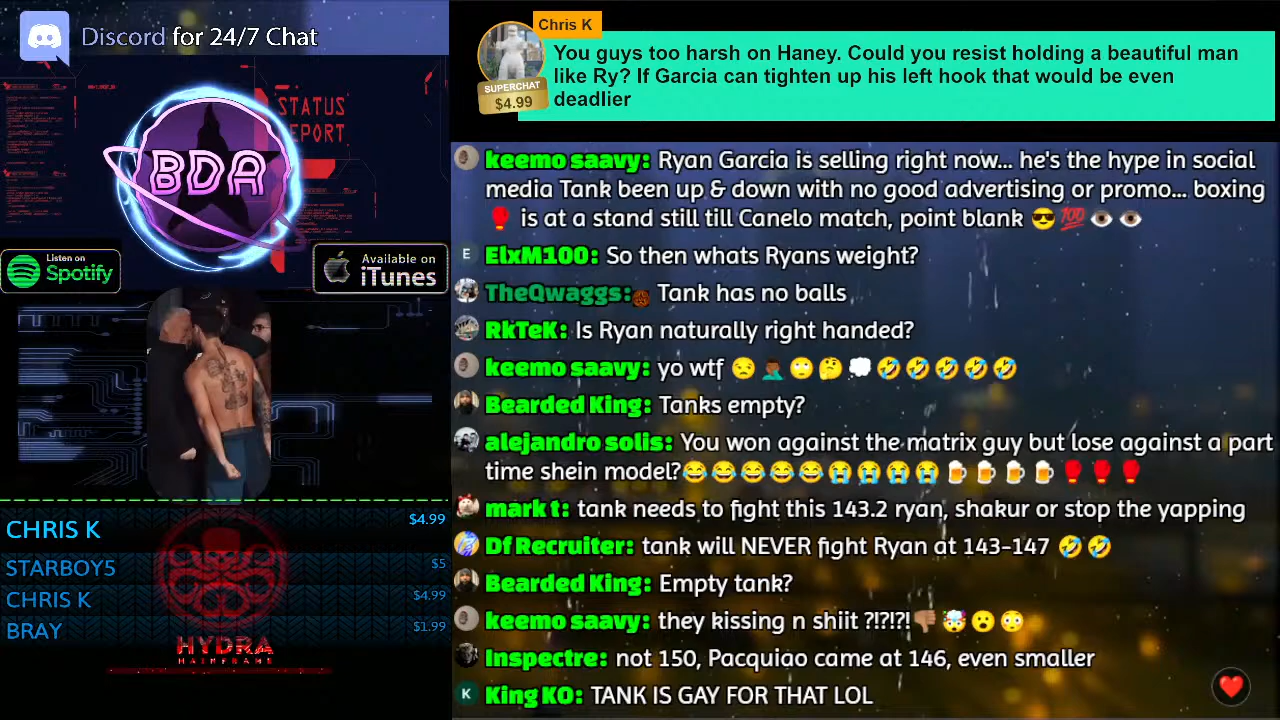 Discord for 24/7 Chat
STATUS
REPORT
BDA
Listen on
Spotify
Available on
iTunes
CHRIS K $4.99
STARBOY5 $5
CHRIS K $4.99
BRAY $1.99
HYDRA
MAINFRAME
Chris K
SUPERCHAT
$4.99
You guys too harsh on Haney. Could you resist holding a beautiful man
like Ry? If Garcia can tighten up his left hook that would be even
deadlier
keemo saavy: Ryan Garcia is selling right now... he's the hype in social
media Tank been up & down with no good advertising or promo... boxing
🥊 is at a stand still till Canelo match, point blank 😎💯👁️👁️
E ElxM100: So then whats Ryans weight?
TheQwaggs: Tank has no balls
RkTeK: Is Ryan naturally right handed?
keemo saavy: yo wtf 😒🤦🏾‍♂️🙄🤔💭🤣🤣🤣🤣🤣
Bearded King: Tanks empty?
alejandro solis: You won against the matrix guy but lose against a part
time shein model?😂😂😂😂😂😭😭😭😭🍺🍺🍺🍺🥊🥊🥊
mark t: tank needs to fight this 143.2 ryan, shakur or stop the yapping
Df Recruiter: tank will NEVER fight Ryan at 143-147 🤣🤣
Bearded King: Empty tank?
keemo saavy: they kissing n shiit ?!?!?!👎🏽🤯😮😳
Inspectre: not 150, Pacquiao came at 146, even smaller
K King KO: TANK IS GAY FOR THAT LOL